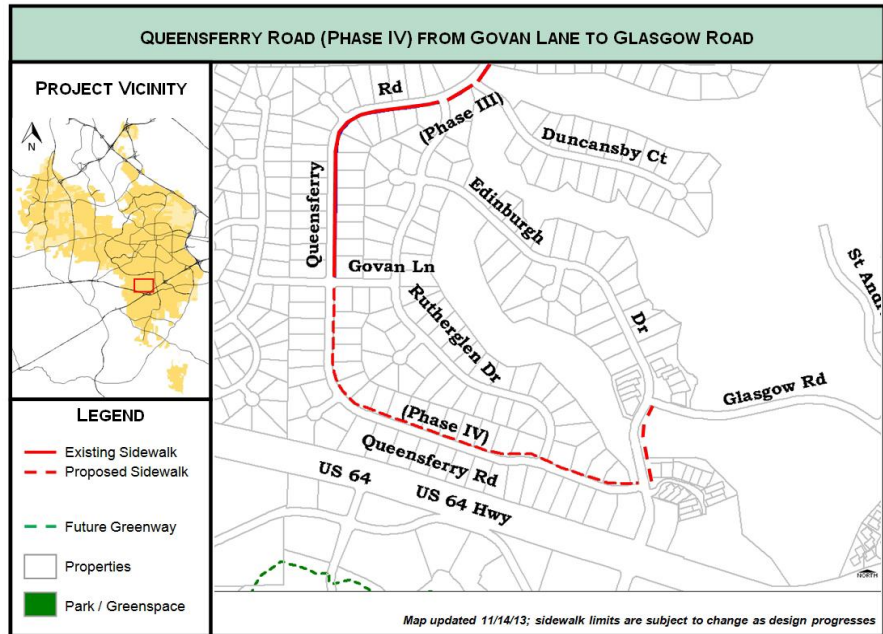 QUEENSFERRY ROAD (PHASE IV) FROM GOVAN LANE TO GLASGOW ROAD
PROJECT VICINITY
N
LEGEND
Existing Sidewalk
Proposed Sidewalk
Future Greenway
Properties
Park / Greenspace
Rd
(Phase III)
Duncansby Ct
Queensferry
Edinburgh
Govan Ln
Dr
St Andr
Rutherglen Dr
Glasgow Rd
(Phase IV)
Queensferry Rd
US 64
US 64 Hwy
NORTH
Map updated 11/14/13; sidewalk limits are subject to change as design progresses